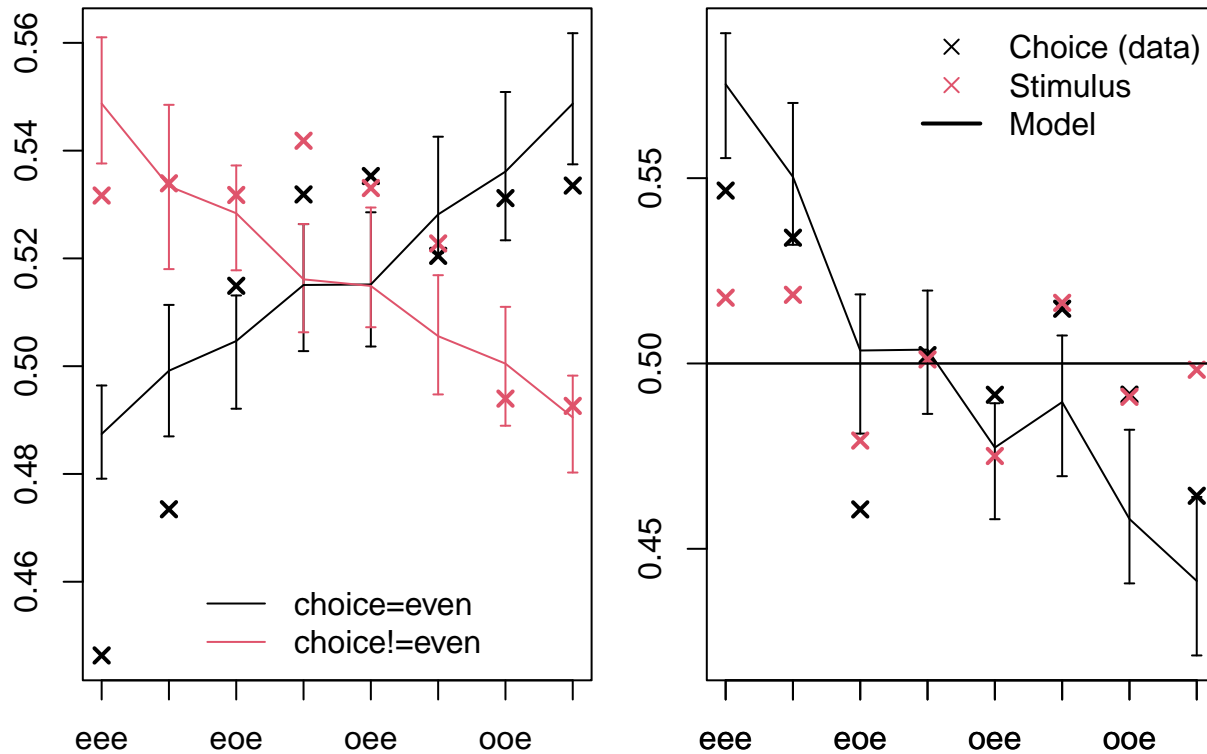 0.56
0.54
0.52
0.50
0.48
0.46
choice=even
choice!=even
eee eoe oee ooe
Choice (data)
Stimulus
Model
0.55
0.50
0.45
eee eoe oee ooe